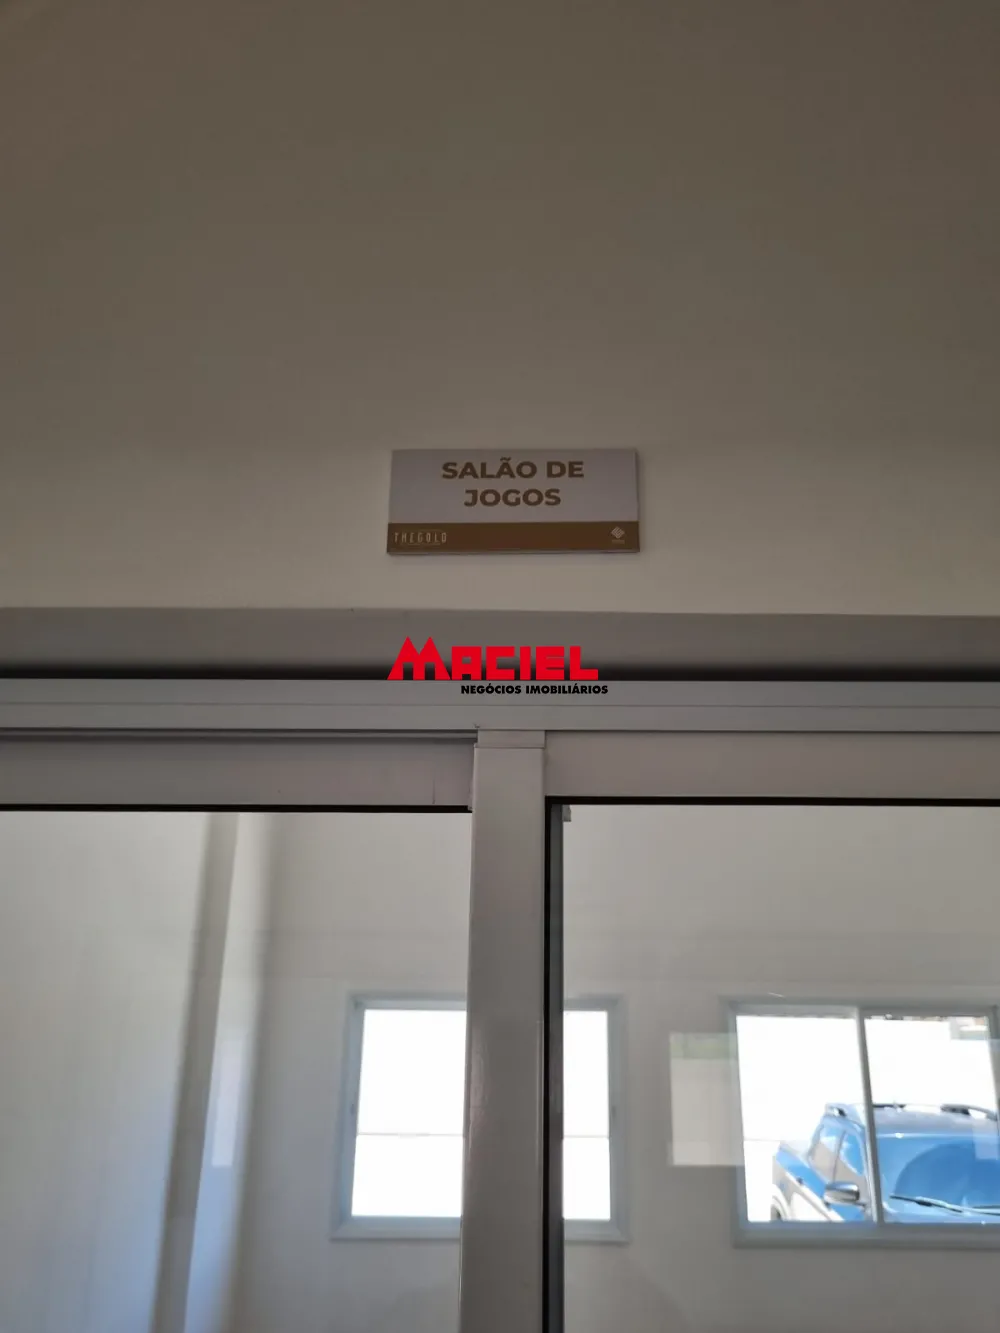 SALÃO DE
JOGOS
THEGOLD
MACIEL
NEGÓCIOS IMOBILIÁRIOS